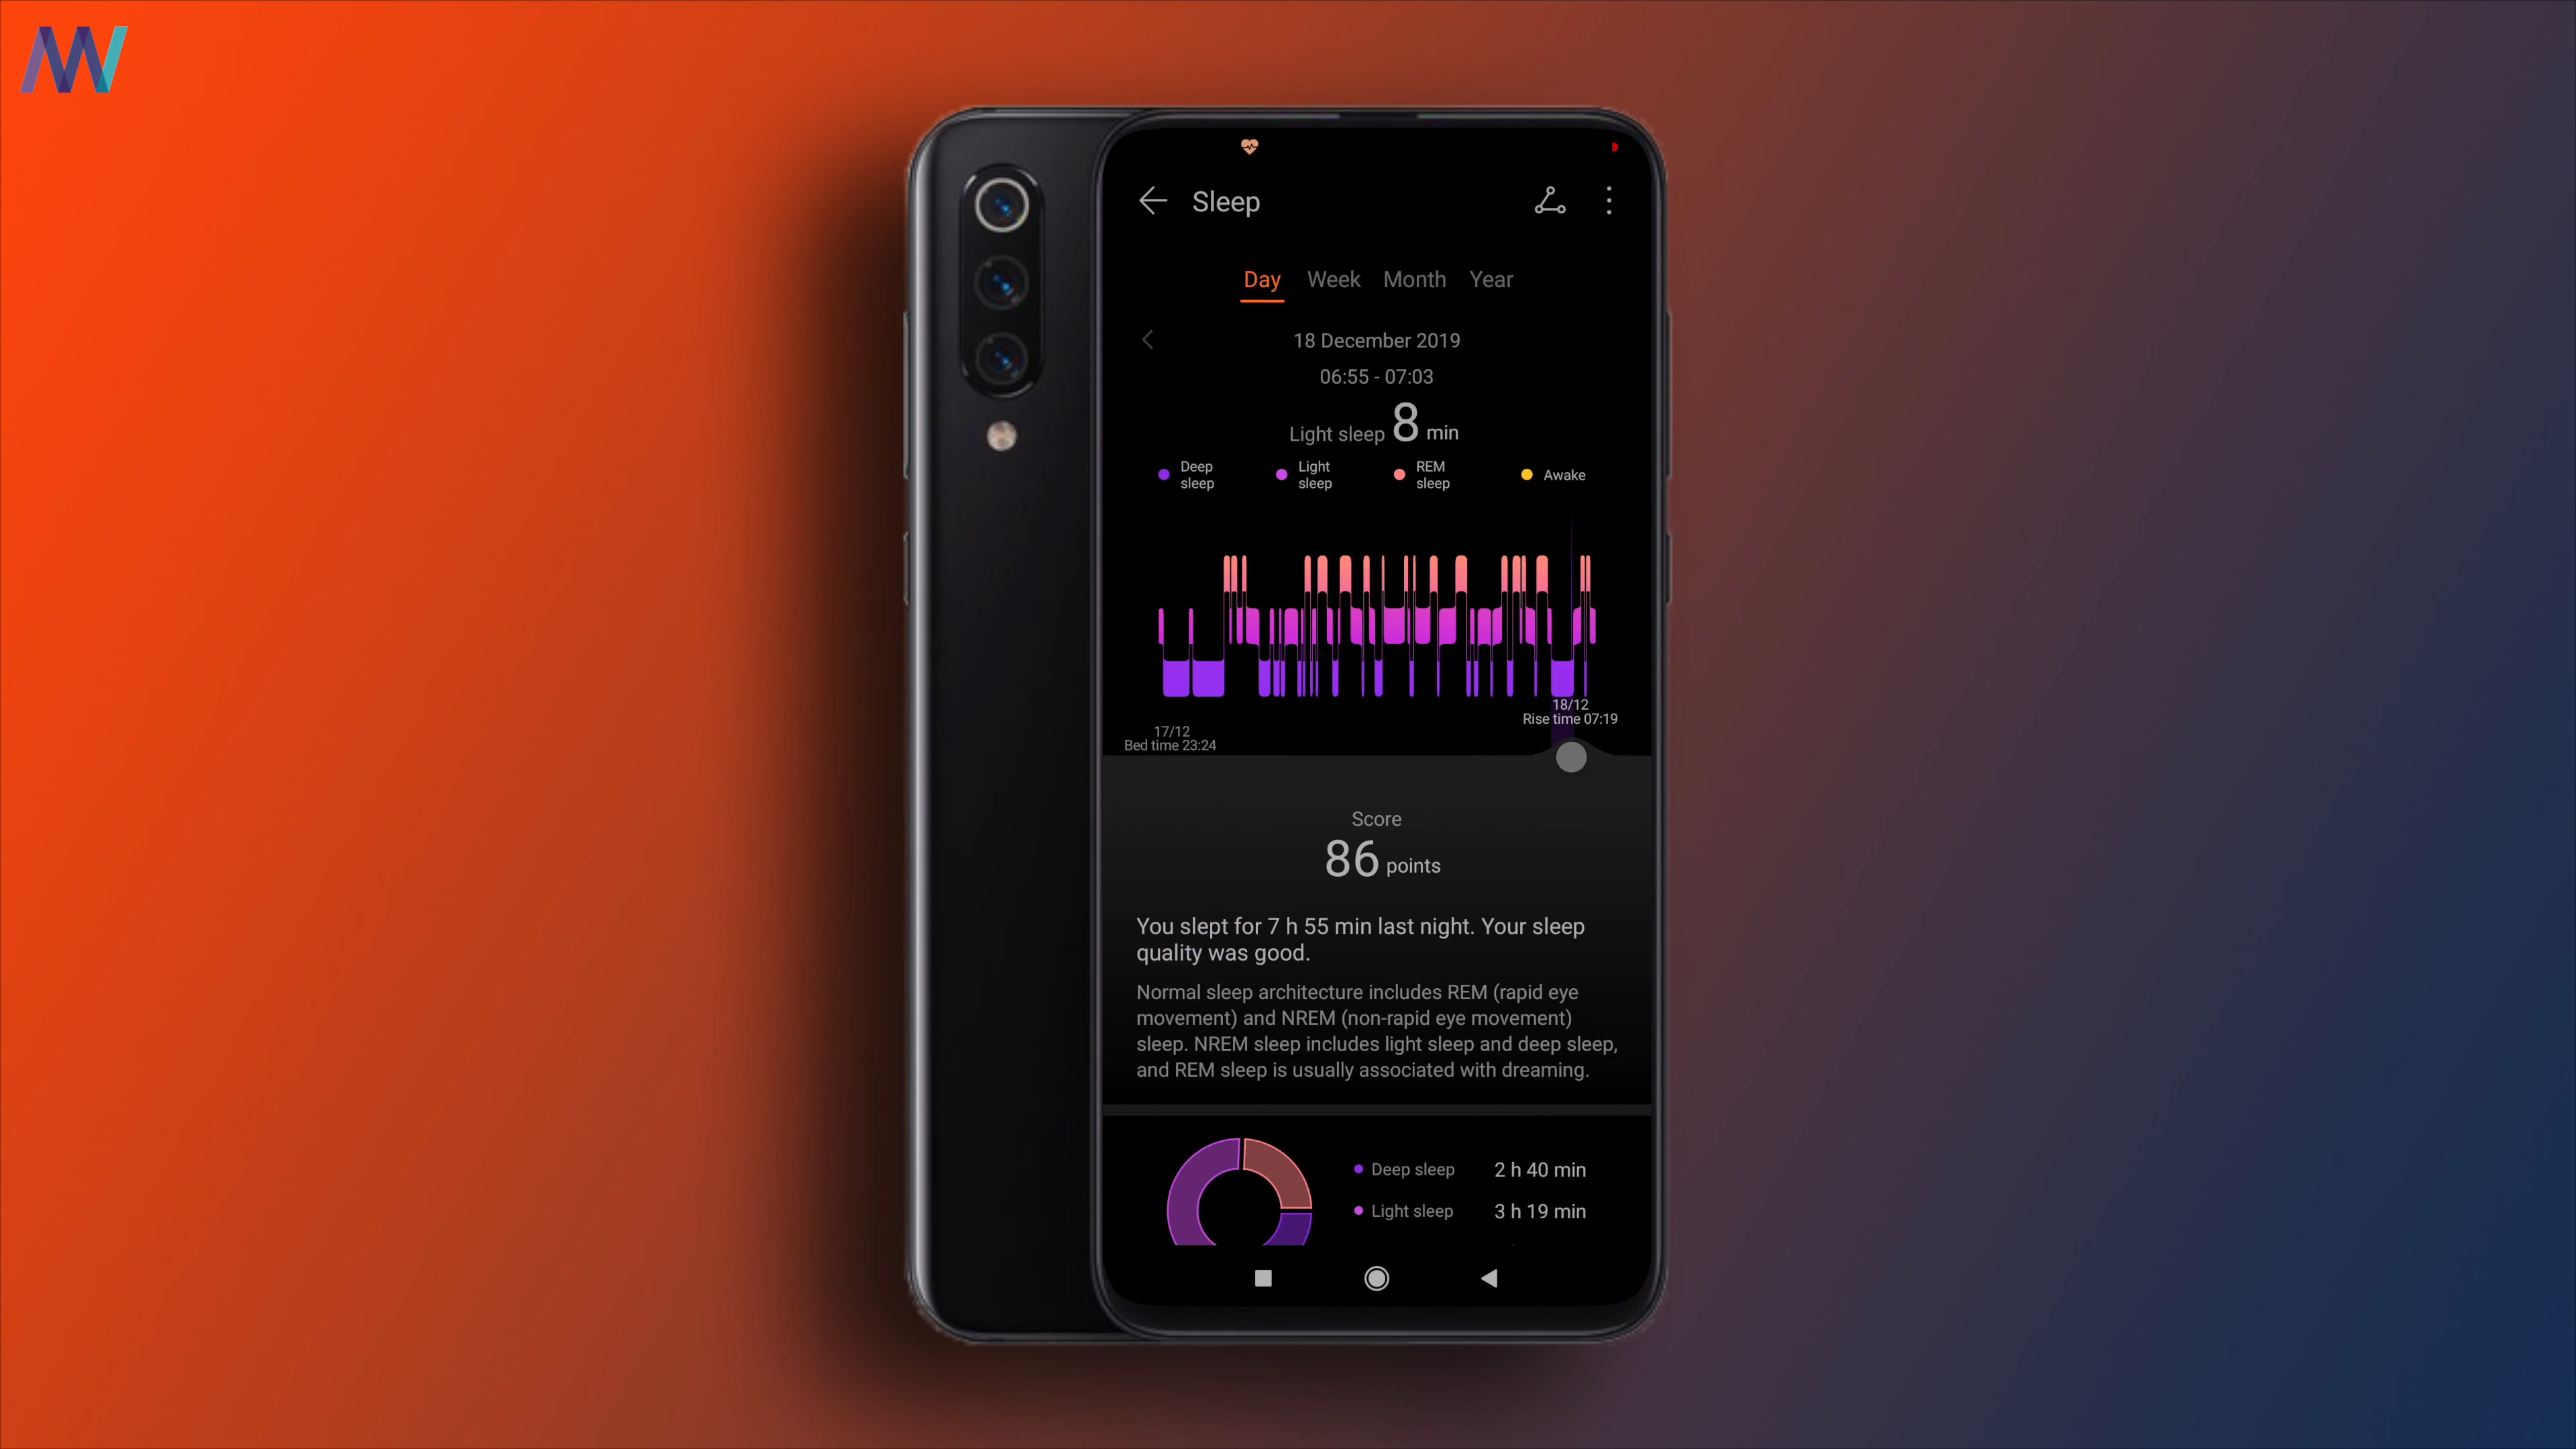 Sleep
Day Week Month Year
18 December 2019
06:55 - 07:03
Light sleep 8 min
Deep sleep
Light sleep
REM sleep
Awake
18/12
Rise time 07:19
17/12
Bed time 23:24
Score
86 points
You slept for 7 h 55 min last night. Your sleep
quality was good.
Normal sleep architecture includes REM (rapid eye
movement) and NREM (non-rapid eye movement)
sleep. NREM sleep includes light sleep and deep sleep,
and REM sleep is usually associated with dreaming.
Deep sleep 2 h 40 min
Light sleep 3 h 19 min